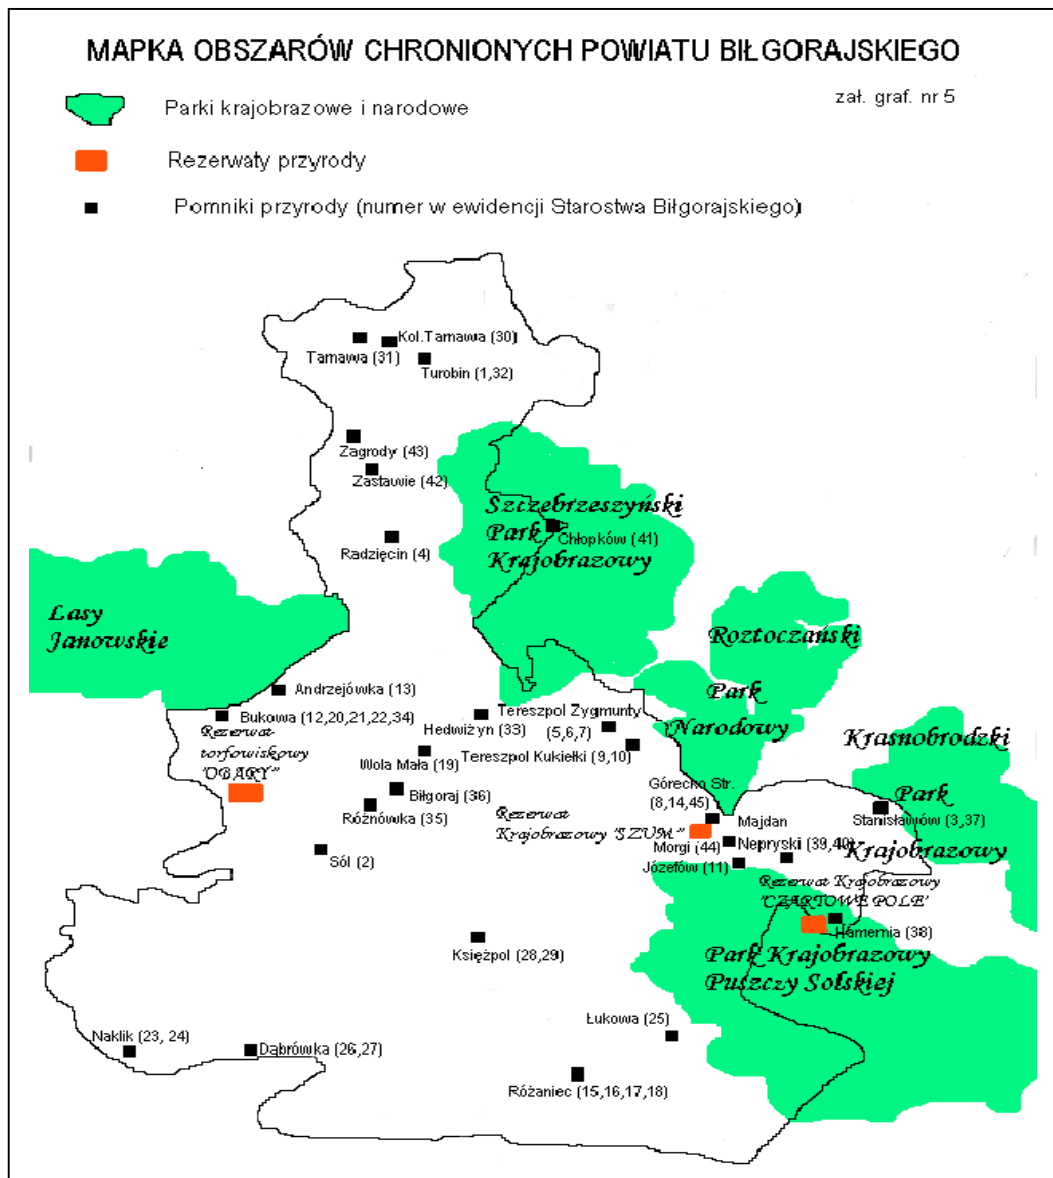 MAPKA OBSZARÓW CHRONIONYCH POWIATU BIŁGORAJSKIEGO
zał. graf. nr 5
Parki krajobrazowe i narodowe
Rezerwaty przyrody
Pomniki przyrody (numer w ewidencji Starostwa Biłgorajskiego)
Kol.Tarnawa (30)
Tarnawa (31)
Turobin (1,32)
Zagrody (43)
Zastawie (42)
Szczebrzeszyński
Park
Krajobrazowy
Chłopków (41)
Radzięcin (4)
Lasy
Janowskie
Roztoczański
Park
Narodowy
Andrzejówka (13)
Bukowa (12,20,21,22,34)
Rezerwat
torfowiskowy
"OBARY"
Hedwiżyn (33)
Tereszpol Zygmunty
(5,6,7)
Tereszpol Kukiełki (9,10)
Wola Mała (19)
Krasnobrodzki
Park
Krajobrazowy
Górecko Str.
(8,14,45)
Biłgoraj (36)
Różnówka (35)
Rezerwat
Krajobrazowy "SZUM"
Majdan
Nepryski (39,40)
Stanisławów (3,37)
Morgi (44)
Józefów (11)
Sól (2)
Rezerwat Krajobrazowy
"CZARTOWE POLE"
Hamernia (38)
Park Krajobrazowy
Puszczy Solskiej
Księżpol (28,29)
Łukowa (25)
Naklik (23, 24)
Dąbrówka (26,27)
Różaniec (15,16,17,18)